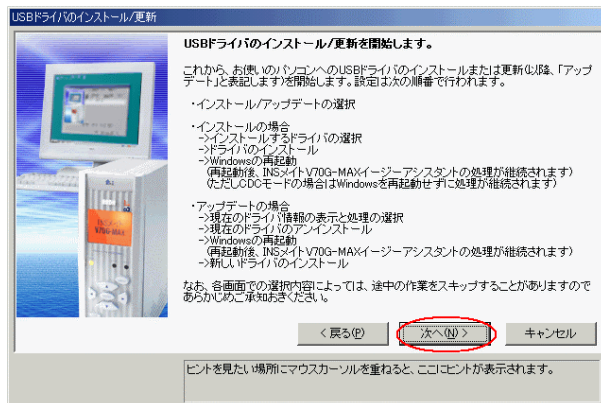 USBドライバのインストール/更新
USBドライバのインストール/更新を開始します。
これから、お使いのパソコンへのUSBドライバのインストールまたは更新(以降、「アップ
デート」と表記します)を開始します。設定は次の順番で行われます。
・インストール/アップデートの選択
・インストールの場合
->インストールするドライバの選択
->ドライバのインストール
->Windowsの再起動
(再起動後、INSメイトV70G-MAXイージーアシスタントの処理が継続されます)
(ただしCDCモードの場合はWindowsを再起動せずに処理が継続されます)
・アップデートの場合
->現在のドライバ情報の表示と処理の選択
->現在のドライバのアンインストール
->Windowsの再起動
(再起動後、INSメイトV70G-MAXイージーアシスタントの処理が継続されます)
->新しいドライバのインストール
なお、各画面での選択内容によっては、途中の作業をスキップすることがありますので
あらかじめご承知おきください。
INSメイト
V70G-MAX
< 戻る(P)
次へ(N) >
キャンセル
ヒントを見たい場所にマウスカーソルを重ねると、ここにヒントが表示されます。